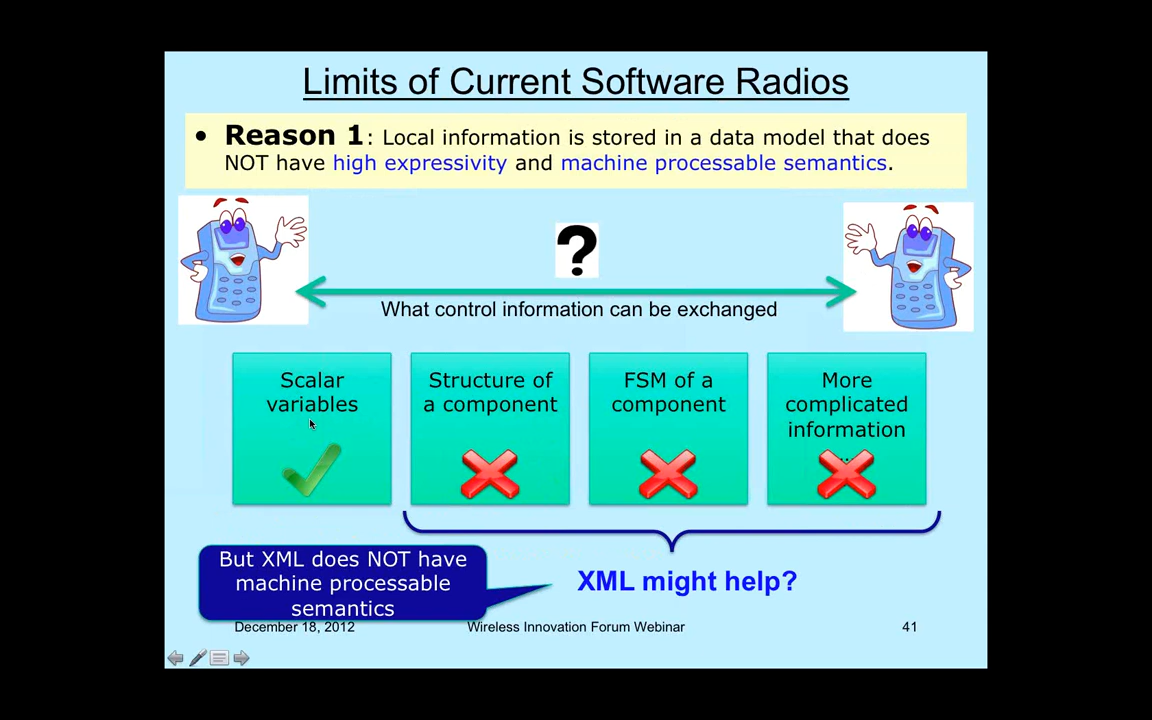 Limits of Current Software Radios
• Reason 1: Local information is stored in a data model that does
NOT have high expressivity and machine processable semantics.
?
What control information can be exchanged
Scalar
variables
Structure of
a component
FSM of a
component
More
complicated
information
...
But XML does NOT have
machine processable
semantics
XML might help?
December 18, 2012
Wireless Innovation Forum Webinar
41